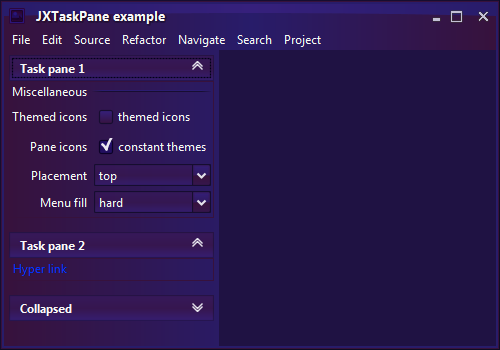 JXTaskPane example
File Edit Source Refactor Navigate Search Project
Task pane 1
Miscellaneous
Themed icons themed icons
Pane icons constant themes
Placement top
Menu fill hard
Task pane 2
Hyper link
Collapsed